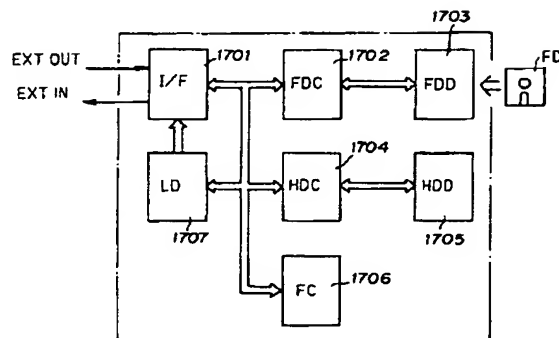 1703
EXT OUT
1701
1702
FD
I/F
FDC
FDD
EXT IN
1704
LD
HDC
HDD
1707
1705
1706
FC